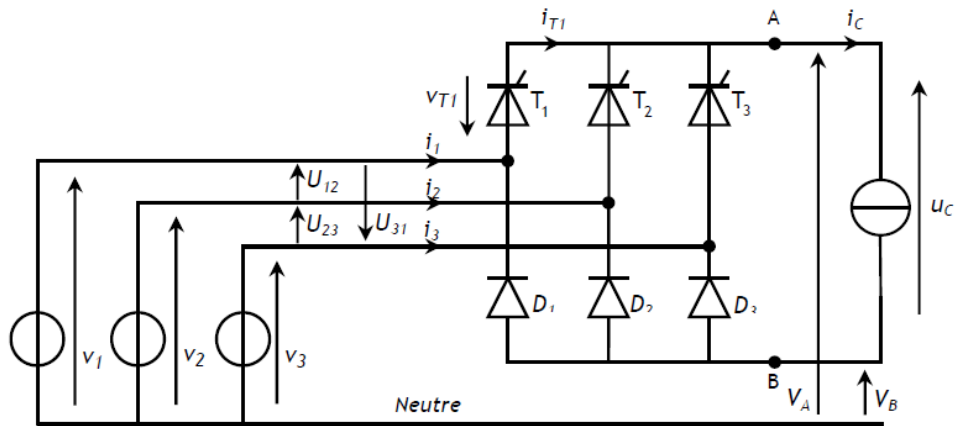 i_T1
A
i_C
v_T1
T_1
T_2
T_3
i_1
U_12
i_2
U_23
U_31
i_3
u_C
v_1
v_2
v_3
D_1
D_2
D_3
B
Neutre
V_A
V_B